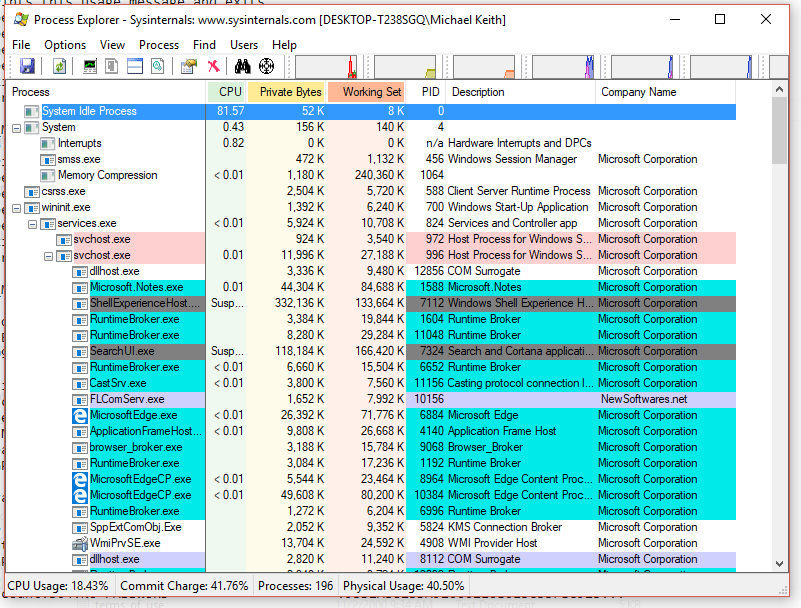 Process Explorer - Sysinternals: www.sysinternals.com [DESKTOP-T238SGQ\Michael Keith]
File Options View Process Find Users Help
Process CPU Private Bytes Working Set PID Description Company Name
System Idle Process 81.57 52 K 8 K 0
System 0.43 156 K 140 K 4
Interrupts 0.82 0 K 0 K n/a Hardware Interrupts and DPCs
smss.exe 472 K 1,132 K 456 Windows Session Manager Microsoft Corporation
Memory Compression < 0.01 1,180 K 240,360 K 1064
csrss.exe 2,504 K 5,720 K 588 Client Server Runtime Process Microsoft Corporation
wininit.exe 1,392 K 6,240 K 700 Windows Start-Up Application Microsoft Corporation
services.exe < 0.01 5,924 K 10,708 K 824 Services and Controller app Microsoft Corporation
svchost.exe 924 K 3,540 K 972 Host Process for Windows S... Microsoft Corporation
svchost.exe 0.01 11,996 K 27,188 K 996 Host Process for Windows S... Microsoft Corporation
dllhost.exe 3,336 K 9,480 K 12856 COM Surrogate Microsoft Corporation
Microsoft.Notes.exe 0.01 44,304 K 84,688 K 1588 Microsoft.Notes Microsoft Corporation
ShellExperienceHost.... Susp... 332,136 K 133,664 K 7112 Windows Shell Experience H... Microsoft Corporation
RuntimeBroker.exe 3,384 K 19,844 K 1604 Runtime Broker Microsoft Corporation
RuntimeBroker.exe 8,280 K 29,284 K 11048 Runtime Broker Microsoft Corporation
SearchUI.exe Susp... 118,184 K 166,420 K 7324 Search and Cortana applicati... Microsoft Corporation
RuntimeBroker.exe < 0.01 6,660 K 15,504 K 6652 Runtime Broker Microsoft Corporation
CastSrv.exe < 0.01 3,800 K 7,560 K 11156 Casting protocol connection l... Microsoft Corporation
FLComServ.exe 1,652 K 7,992 K 10156 NewSoftwares.net
MicrosoftEdge.exe < 0.01 26,392 K 71,776 K 6884 Microsoft Edge Microsoft Corporation
ApplicationFrameHost... < 0.01 9,808 K 26,668 K 4140 Application Frame Host Microsoft Corporation
browser_broker.exe 3,188 K 15,784 K 9068 Browser_Broker Microsoft Corporation
RuntimeBroker.exe 3,084 K 17,236 K 1192 Runtime Broker Microsoft Corporation
MicrosoftEdgeCP.exe < 0.01 5,544 K 23,464 K 8964 Microsoft Edge Content Proc... Microsoft Corporation
MicrosoftEdgeCP.exe < 0.01 49,608 K 80,200 K 10384 Microsoft Edge Content Proc... Microsoft Corporation
RuntimeBroker.exe 1,272 K 6,204 K 6996 Runtime Broker Microsoft Corporation
SppExtComObj.Exe 2,052 K 9,352 K 5824 KMS Connection Broker Microsoft Corporation
WmiPrvSE.exe 13,704 K 24,592 K 4908 WMI Provider Host Microsoft Corporation
dllhost.exe 2,820 K 11,240 K 8112 COM Surrogate Microsoft Corporation
CPU Usage: 18.43% Commit Charge: 41.76% Processes: 196 Physical Usage: 40.50%